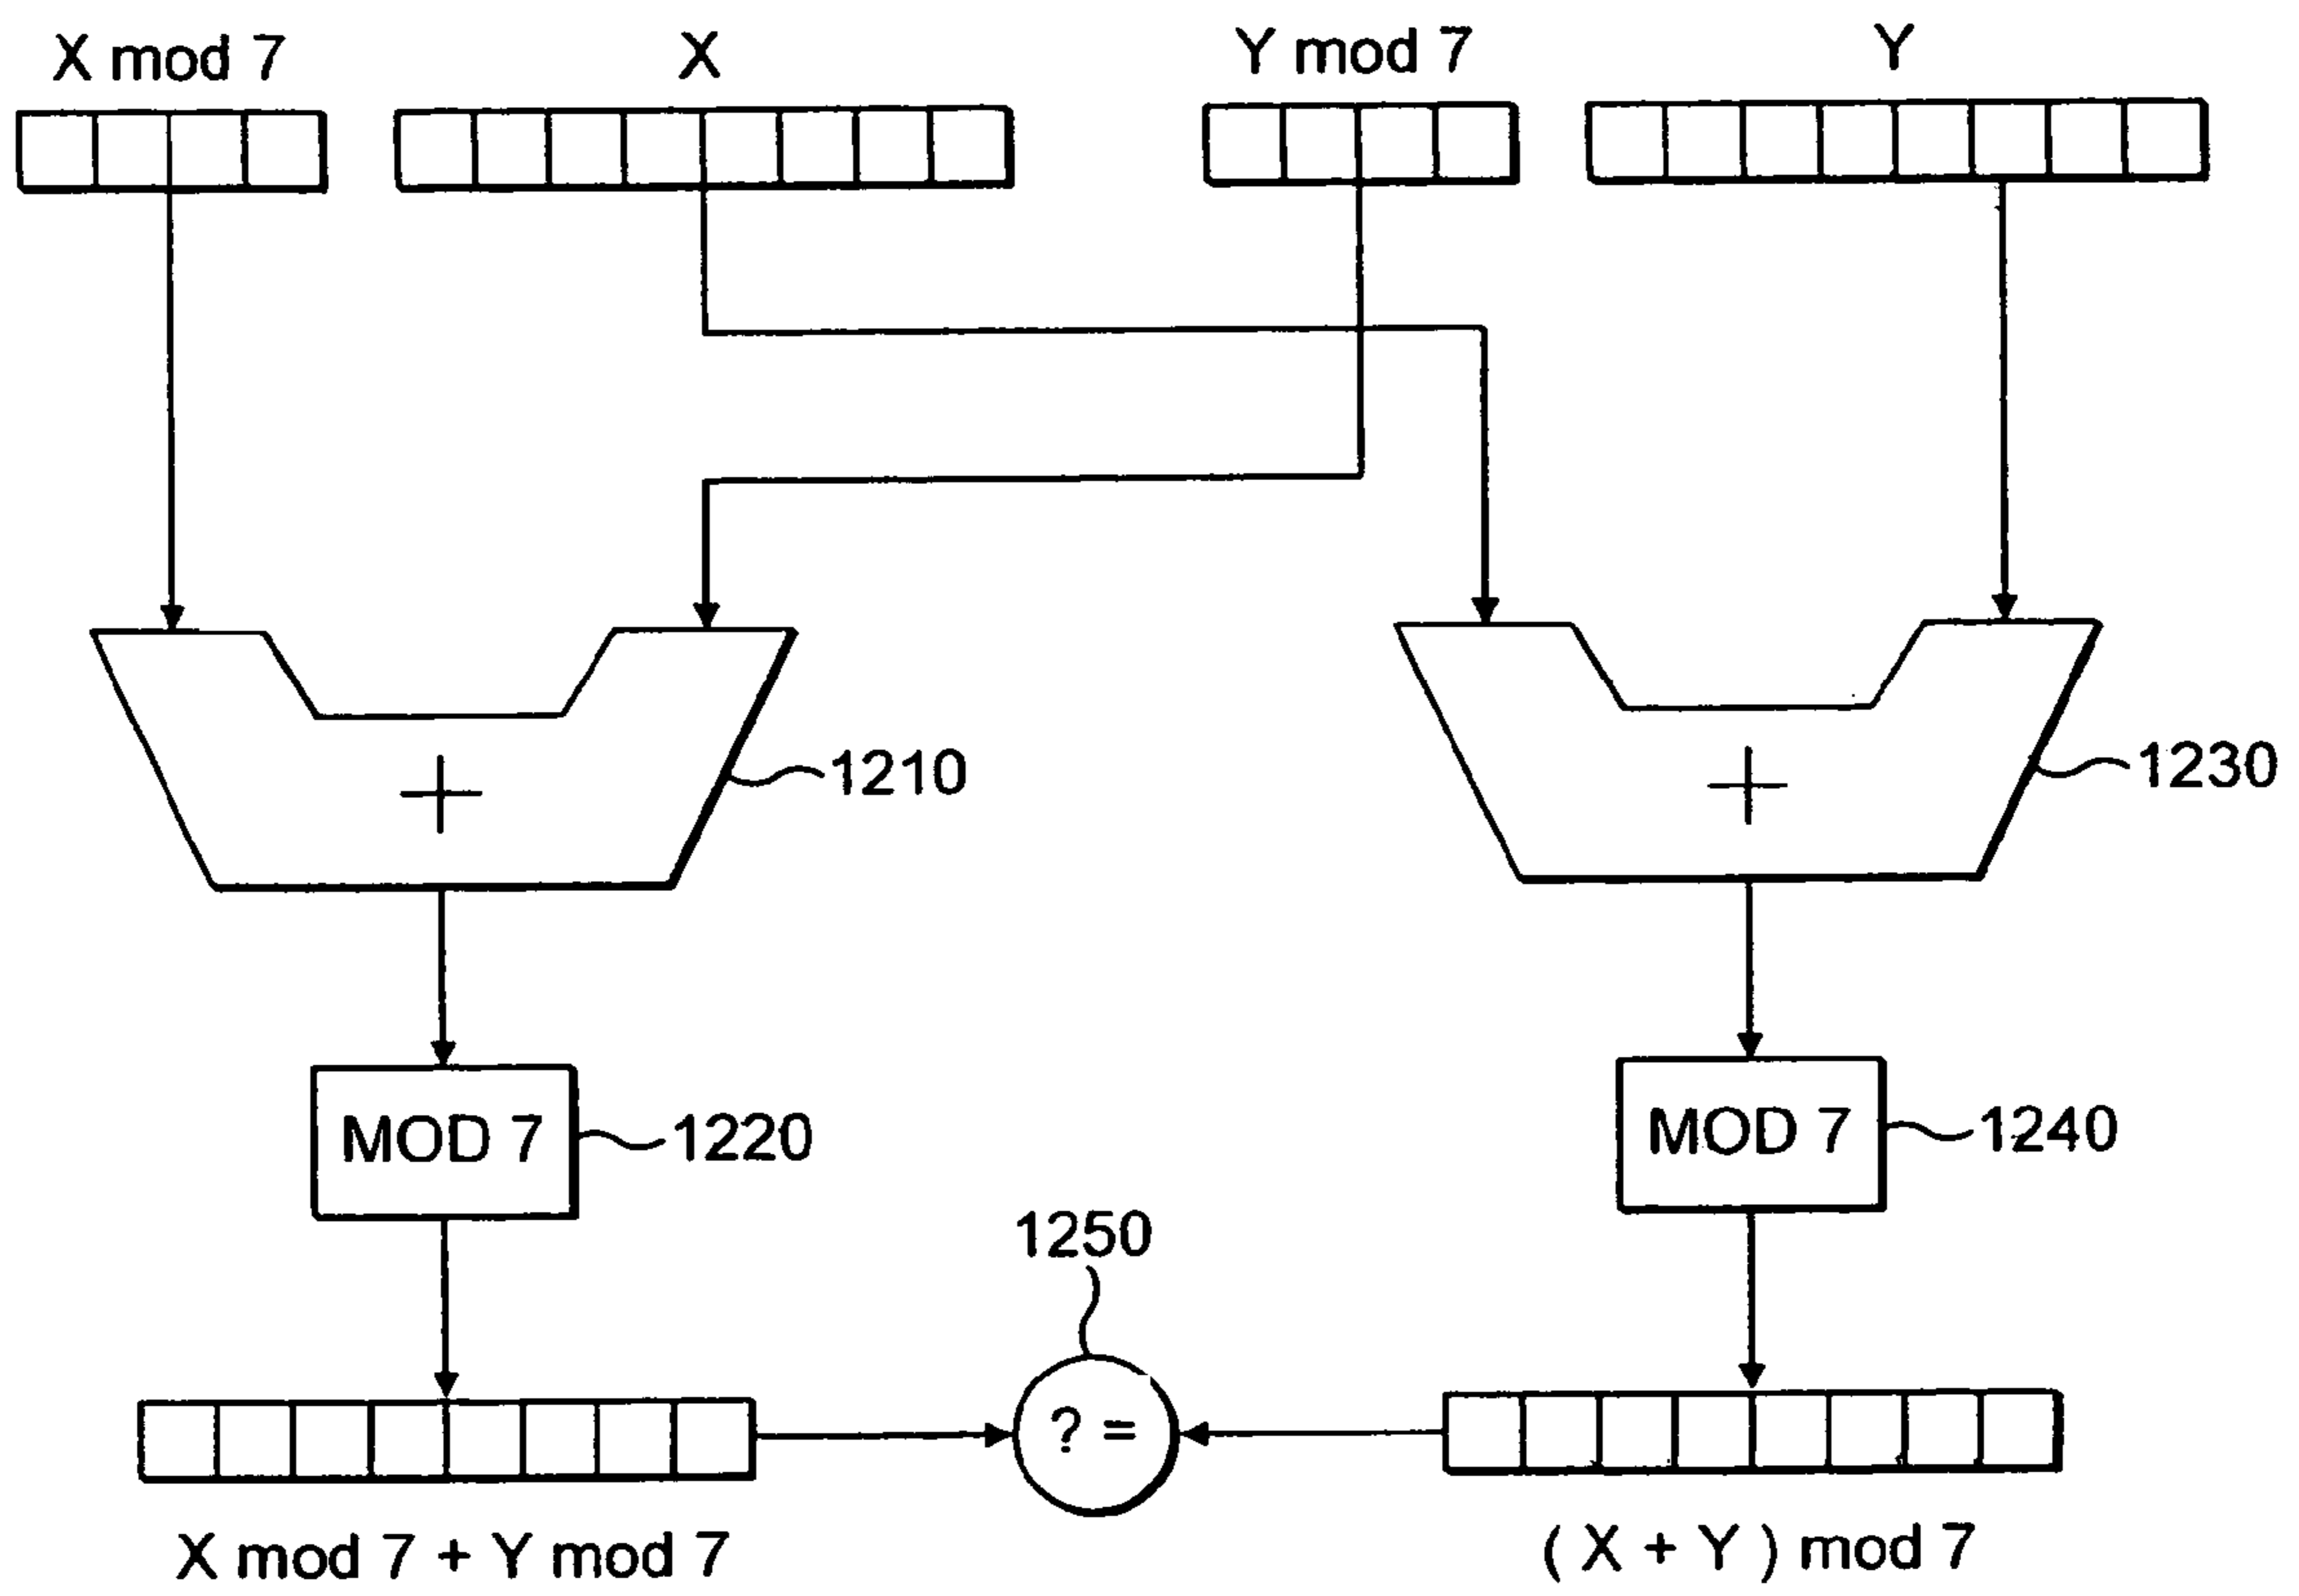 X mod 7
X
Y mod 7
Y
+
1210
+
1230
MOD 7
1220
MOD 7
1240
1250
? =
X mod 7 + Y mod 7
( X + Y ) mod 7